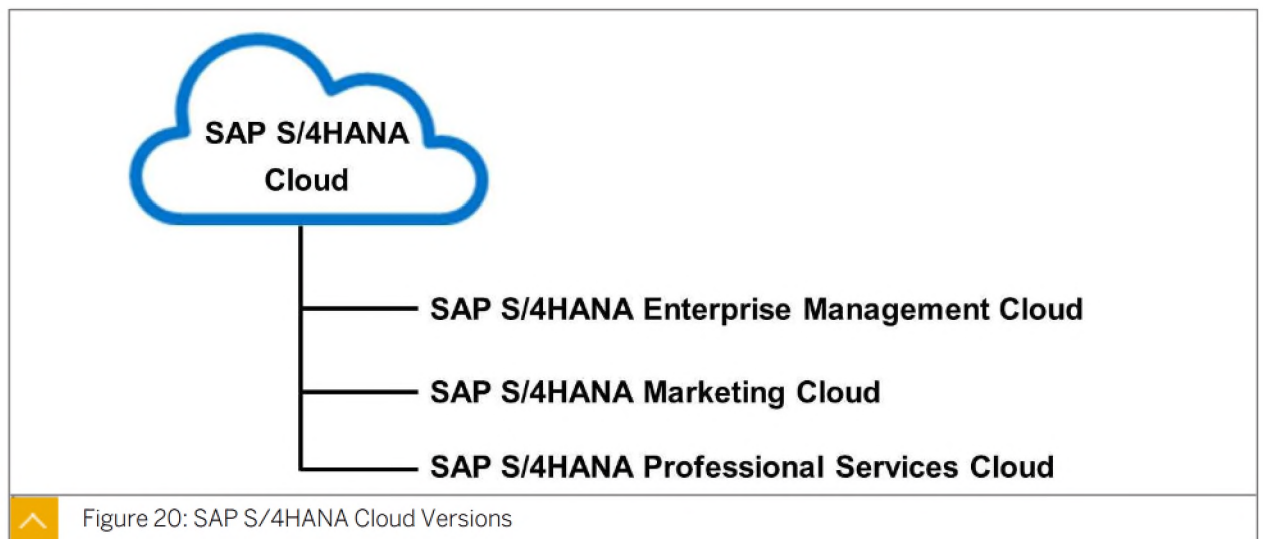 SAP S/4HANA
Cloud
SAP S/4HANA Enterprise Management Cloud
SAP S/4HANA Marketing Cloud
SAP S/4HANA Professional Services Cloud
Figure 20: SAP S/4HANA Cloud Versions